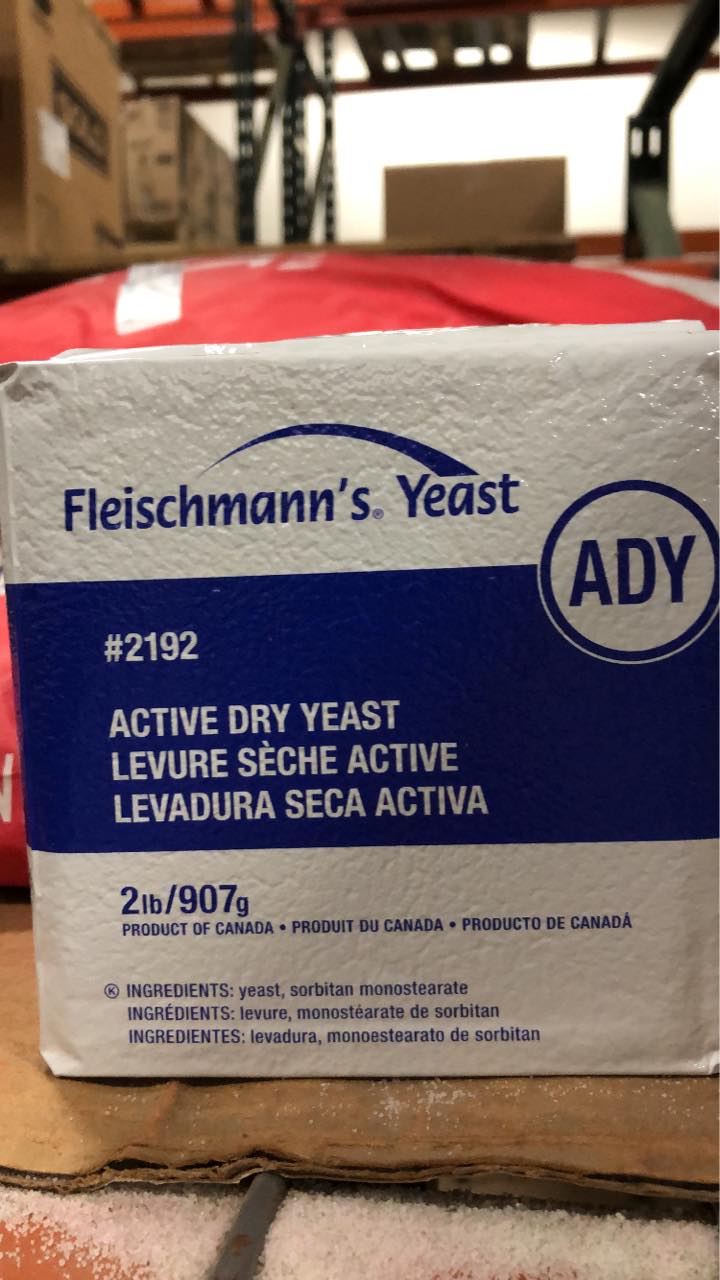 Fleischmann's® Yeast
ADY
#2192
ACTIVE DRY YEAST
LEVURE SÈCHE ACTIVE
LEVADURA SECA ACTIVA
2lb/907g
PRODUCT OF CANADA • PRODUIT DU CANADA • PRODUCTO DE CANADÁ
Ⓚ INGREDIENTS: yeast, sorbitan monostearate
INGRÉDIENTS: levure, monostéarate de sorbitan
INGREDIENTES: levadura, monoestearato de sorbitan